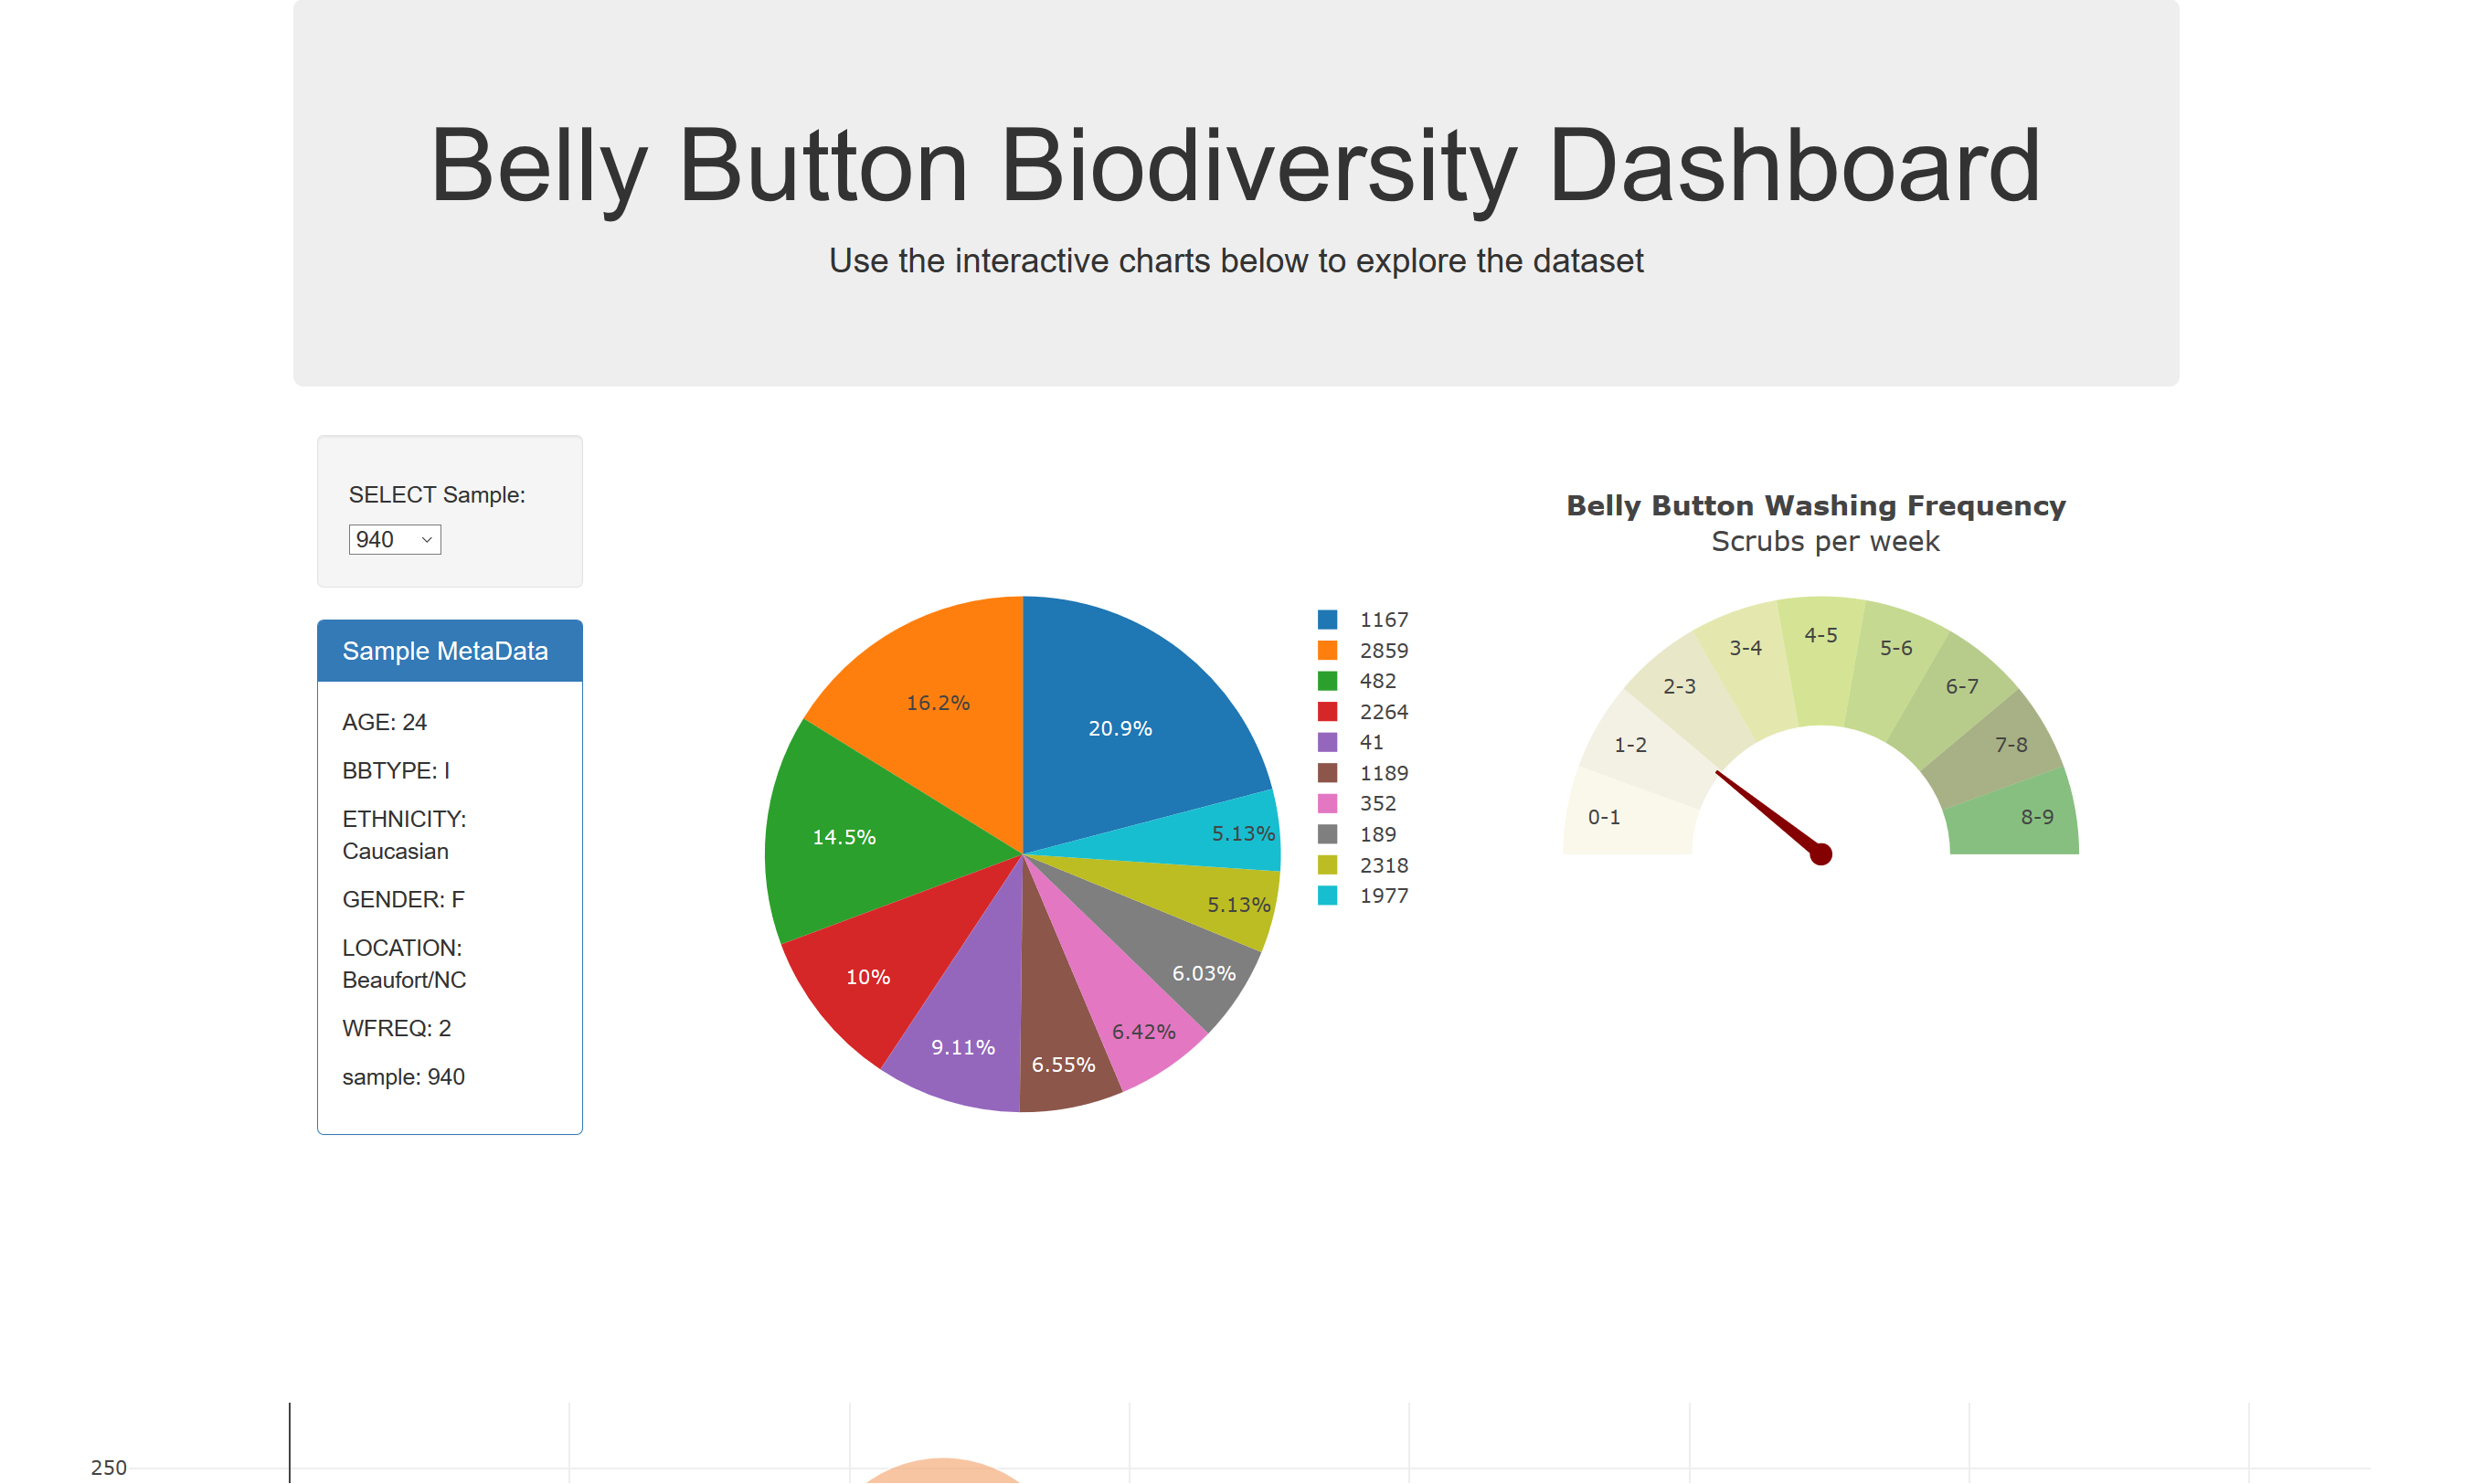 Belly Button Biodiversity Dashboard
Use the interactive charts below to explore the dataset
SELECT Sample:
940
Sample MetaData
AGE: 24
BBTYPE: I
ETHNICITY:
Caucasian
GENDER: F
LOCATION:
Beaufort/NC
WFREQ: 2
sample: 940
16.2%
20.9%
14.5%
5.13%
5.13%
10%
6.03%
9.11%
6.42%
6.55%
1167
2859
482
2264
41
1189
352
189
2318
1977
Belly Button Washing Frequency
Scrubs per week
0-1
1-2
2-3
3-4
4-5
5-6
6-7
7-8
8-9
250